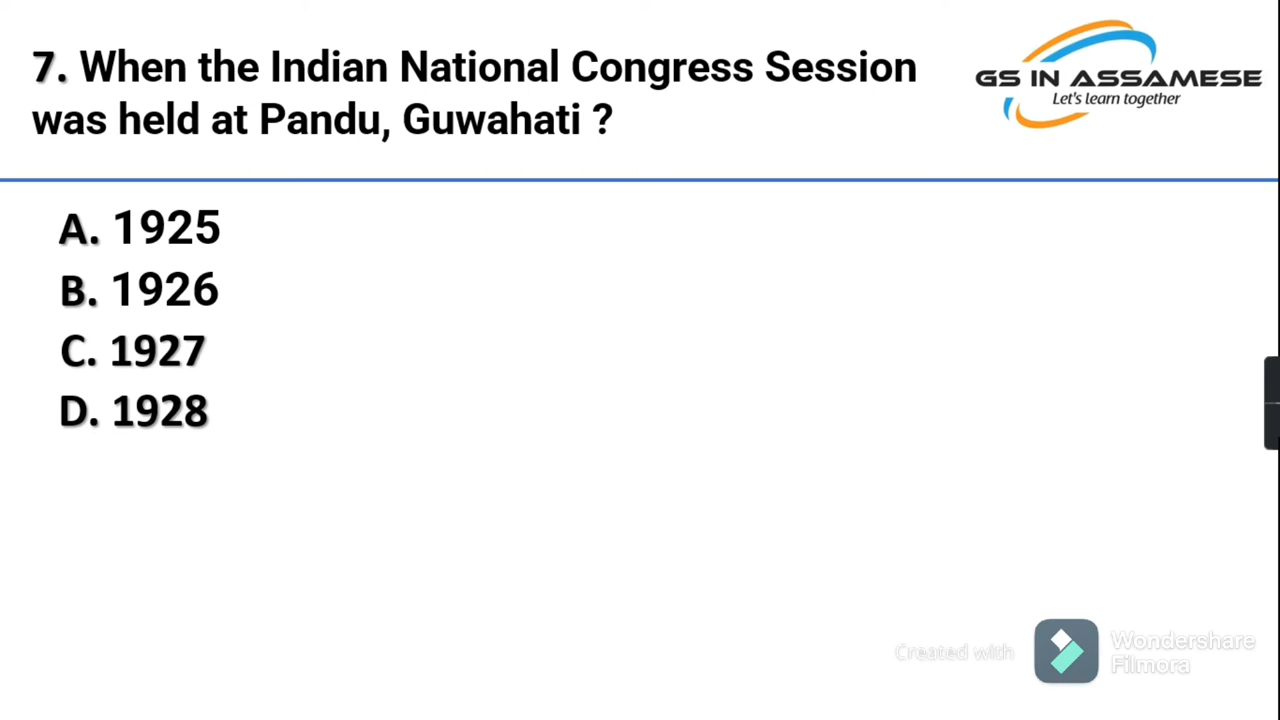 7. When the Indian National Congress Session
was held at Pandu, Guwahati ?
GS IN ASSAMESE
Let's learn together
A. 1925
B. 1926
C. 1927
D. 1928
Created with
Wondershare
Filmora